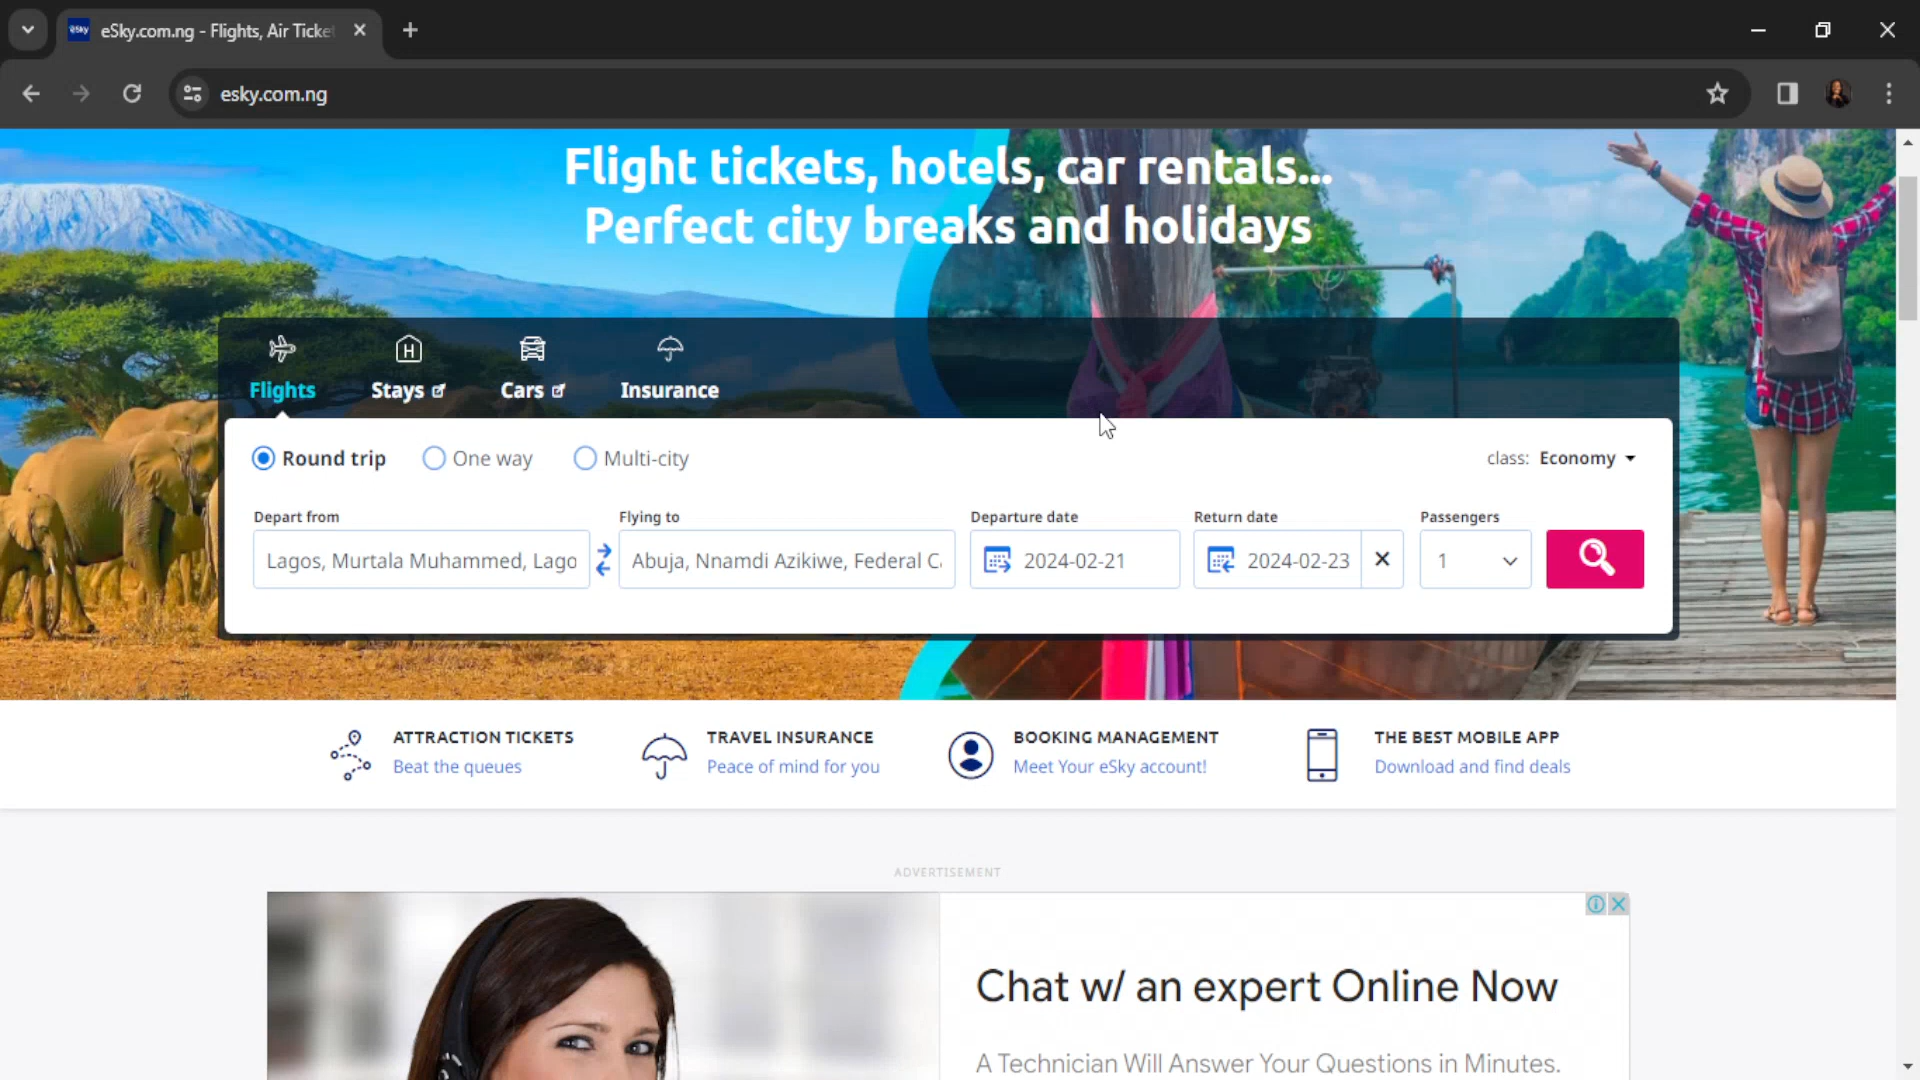 eSky eSky.com.ng - Flights, Air Ticke
esky.com.ng
Flight tickets, hotels, car rentals...
Perfect city breaks and holidays
H
Flights Stays Cars Insurance
Round trip One way Multi-city class: Economy
Depart from Flying to Departure date Return date Passengers
Lagos, Murtala Muhammed, Lago Abuja, Nnamdi Azikiwe, Federal C 2024-02-21 2024-02-23 1
ATTRACTION TICKETS TRAVEL INSURANCE BOOKING MANAGEMENT THE BEST MOBILE APP
Beat the queues Peace of mind for you Meet Your eSky account! Download and find deals
ADVERTISEMENT
Chat w/ an expert Online Now
A Technician Will Answer Your Questions in Minutes.